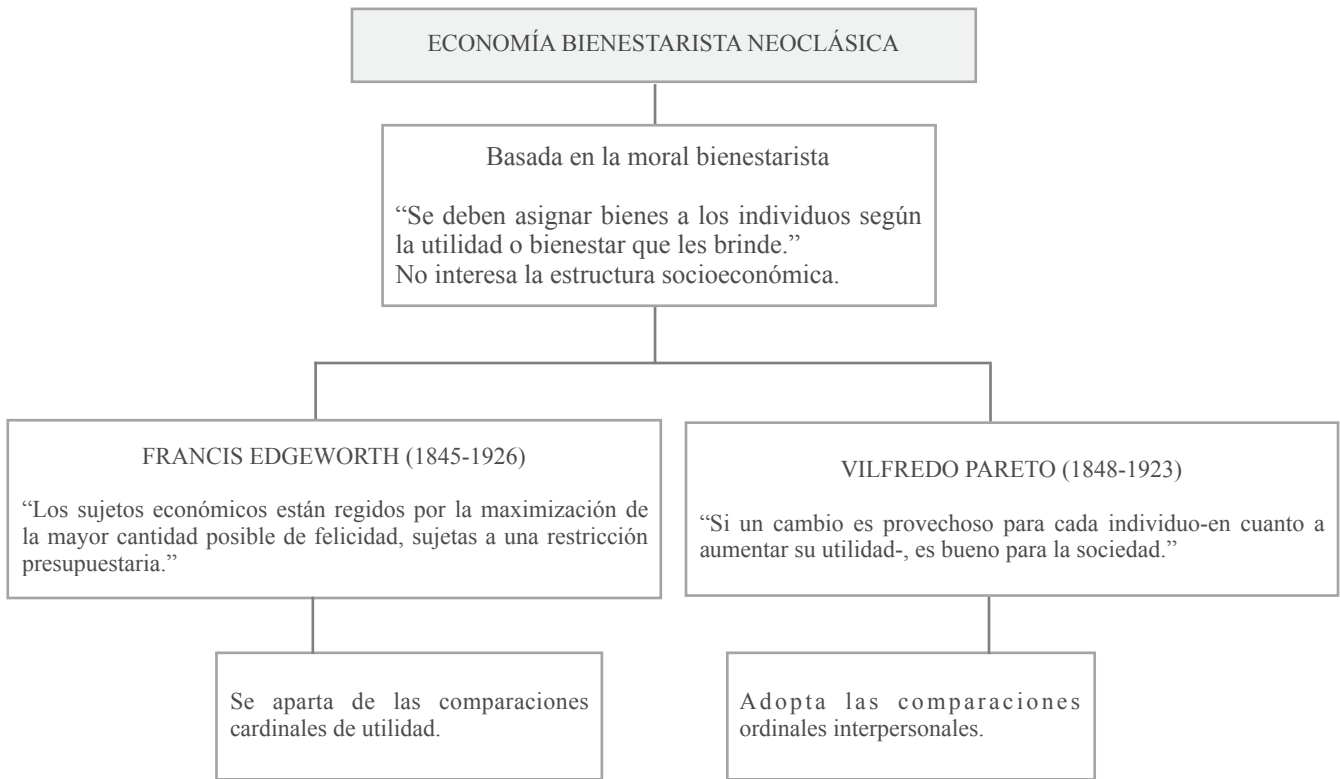 ECONOMÍA BIENESTARISTA NEOCLÁSICA
Basada en la moral bienestarista
“Se deben asignar bienes a los individuos según
la utilidad o bienestar que les brinde.”
No interesa la estructura socioeconómica.
FRANCIS EDGEWORTH (1845-1926)
“Los sujetos económicos están regidos por la maximización de
la mayor cantidad posible de felicidad, sujetas a una restricción
presupuestaria.”
VILFREDO PARETO (1848-1923)
“Si un cambio es provechoso para cada individuo-en cuanto a
aumentar su utilidad-, es bueno para la sociedad.”
Se aparta de las comparaciones
cardinales de utilidad.
Adopta las comparaciones
ordinales interpersonales.